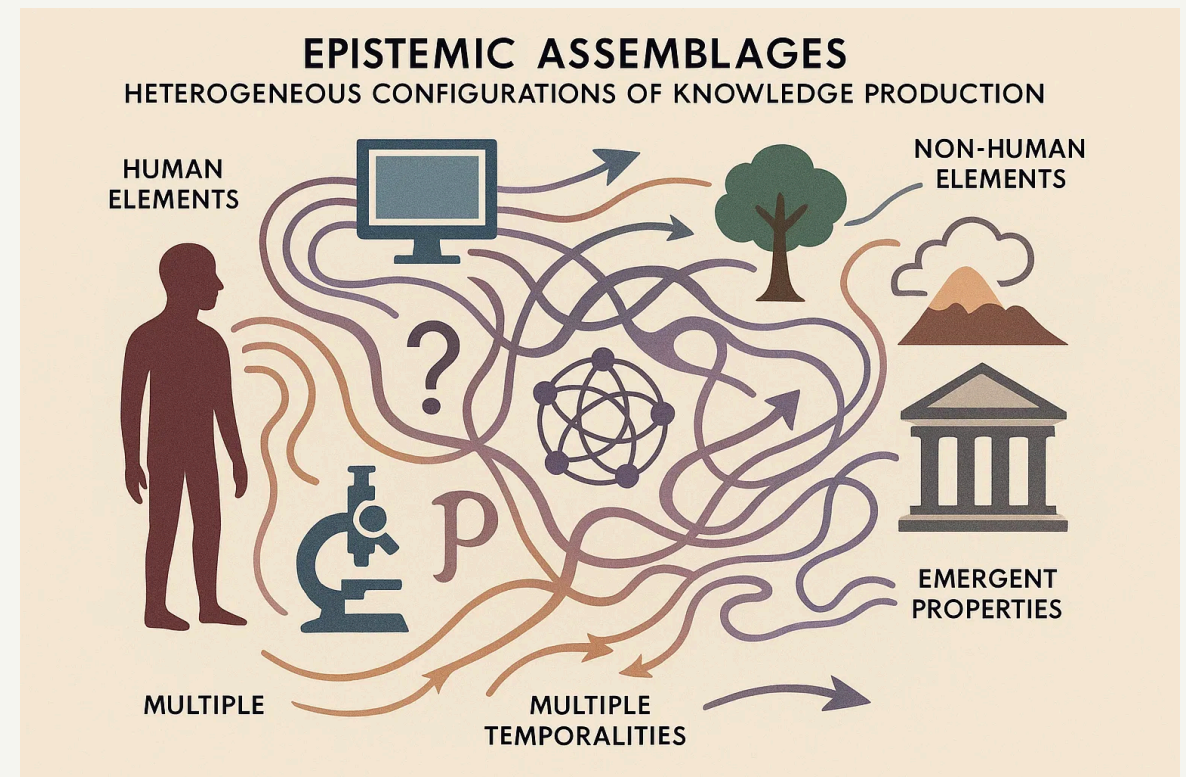 EPISTEMIC ASSEMBLAGES
HETEROGENEOUS CONFIGURATIONS OF KNOWLEDGE PRODUCTION
HUMAN
ELEMENTS
NON-HUMAN
ELEMENTS
?
p
EMERGENT
PROPERTIES
MULTIPLE
MULTIPLE
TEMPORALITIES